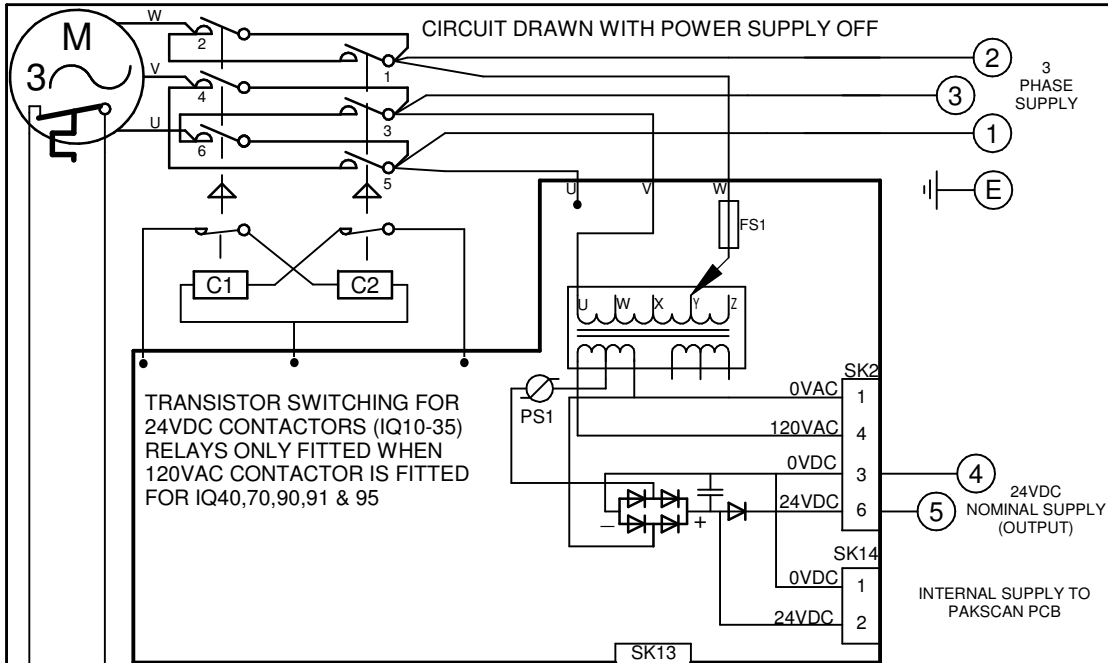 CIRCUIT DRAWN WITH POWER SUPPLY OFF
W
M
3
V
U
2
1
4
3
6
5
2
3
1
E
3
PHASE
SUPPLY
U
V
W
FS1
C1
C2
U
W
X
Y
Z
PS1
TRANSISTOR SWITCHING FOR
24VDC CONTACTORS (IQ10-35)
RELAYS ONLY FITTED WHEN
120VAC CONTACTOR IS FITTED
FOR IQ40,70,90,91 & 95
SK2
0VAC
1
120VAC
4
0VDC
3
24VDC
6
4
5
24VDC
NOMINAL SUPPLY
(OUTPUT)
–
+
SK14
0VDC
1
24VDC
2
INTERNAL SUPPLY TO
PAKSCAN PCB
SK13